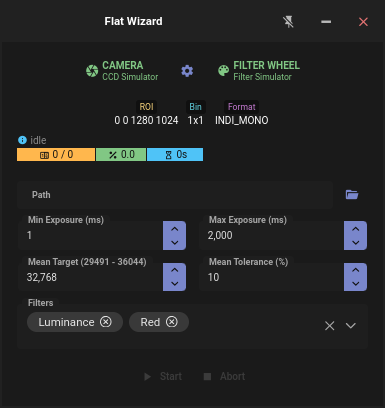 Flat Wizard
CAMERA
CCD Simulator
FILTER WHEEL
Filter Simulator
ROI Bin Format
0 0 1280 1024 1x1 INDI_MONO
idle
0 / 0 0.0 0s
Path
Min Exposure (ms) Max Exposure (ms)
1 2,000
Mean Target (29491 - 36044) Mean Tolerance (%)
32,768 10
Filters
Luminance Red
Start Abort